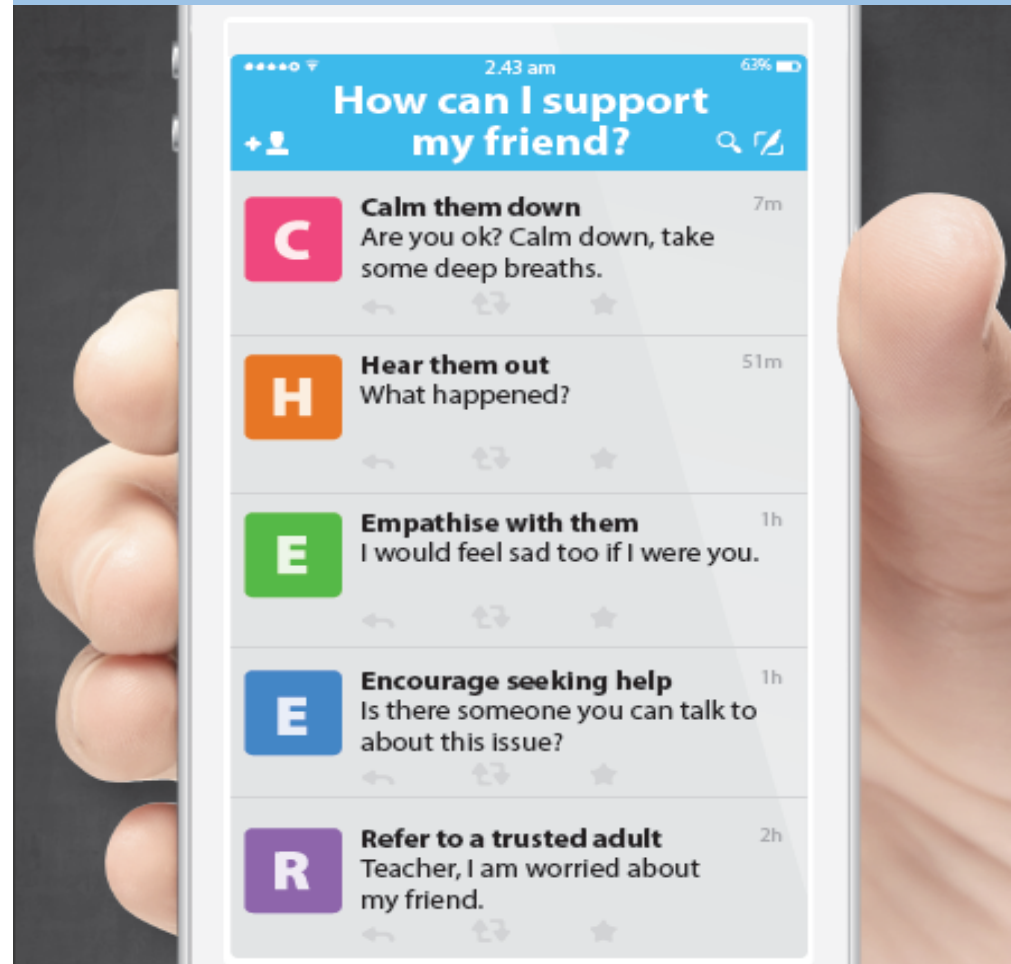 2.43 am
63%
How can I support
my friend?
C
Calm them down
7m
Are you ok? Calm down, take
some deep breaths.
H
Hear them out
51m
What happened?
E
Empathise with them
1h
I would feel sad too if I were you.
E
Encourage seeking help
1h
Is there someone you can talk to
about this issue?
R
Refer to a trusted adult
2h
Teacher, I am worried about
my friend.